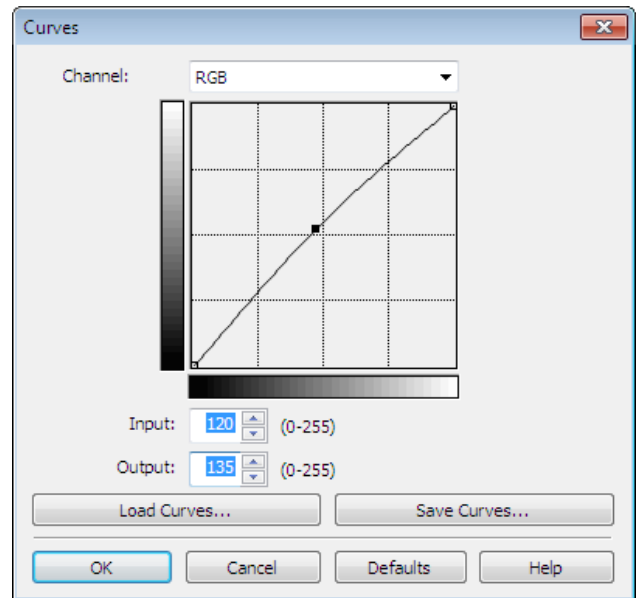 Curves
Channel: RGB
Input: 120 (0-255)
Output: 135 (0-255)
Load Curves... Save Curves...
OK Cancel Defaults Help